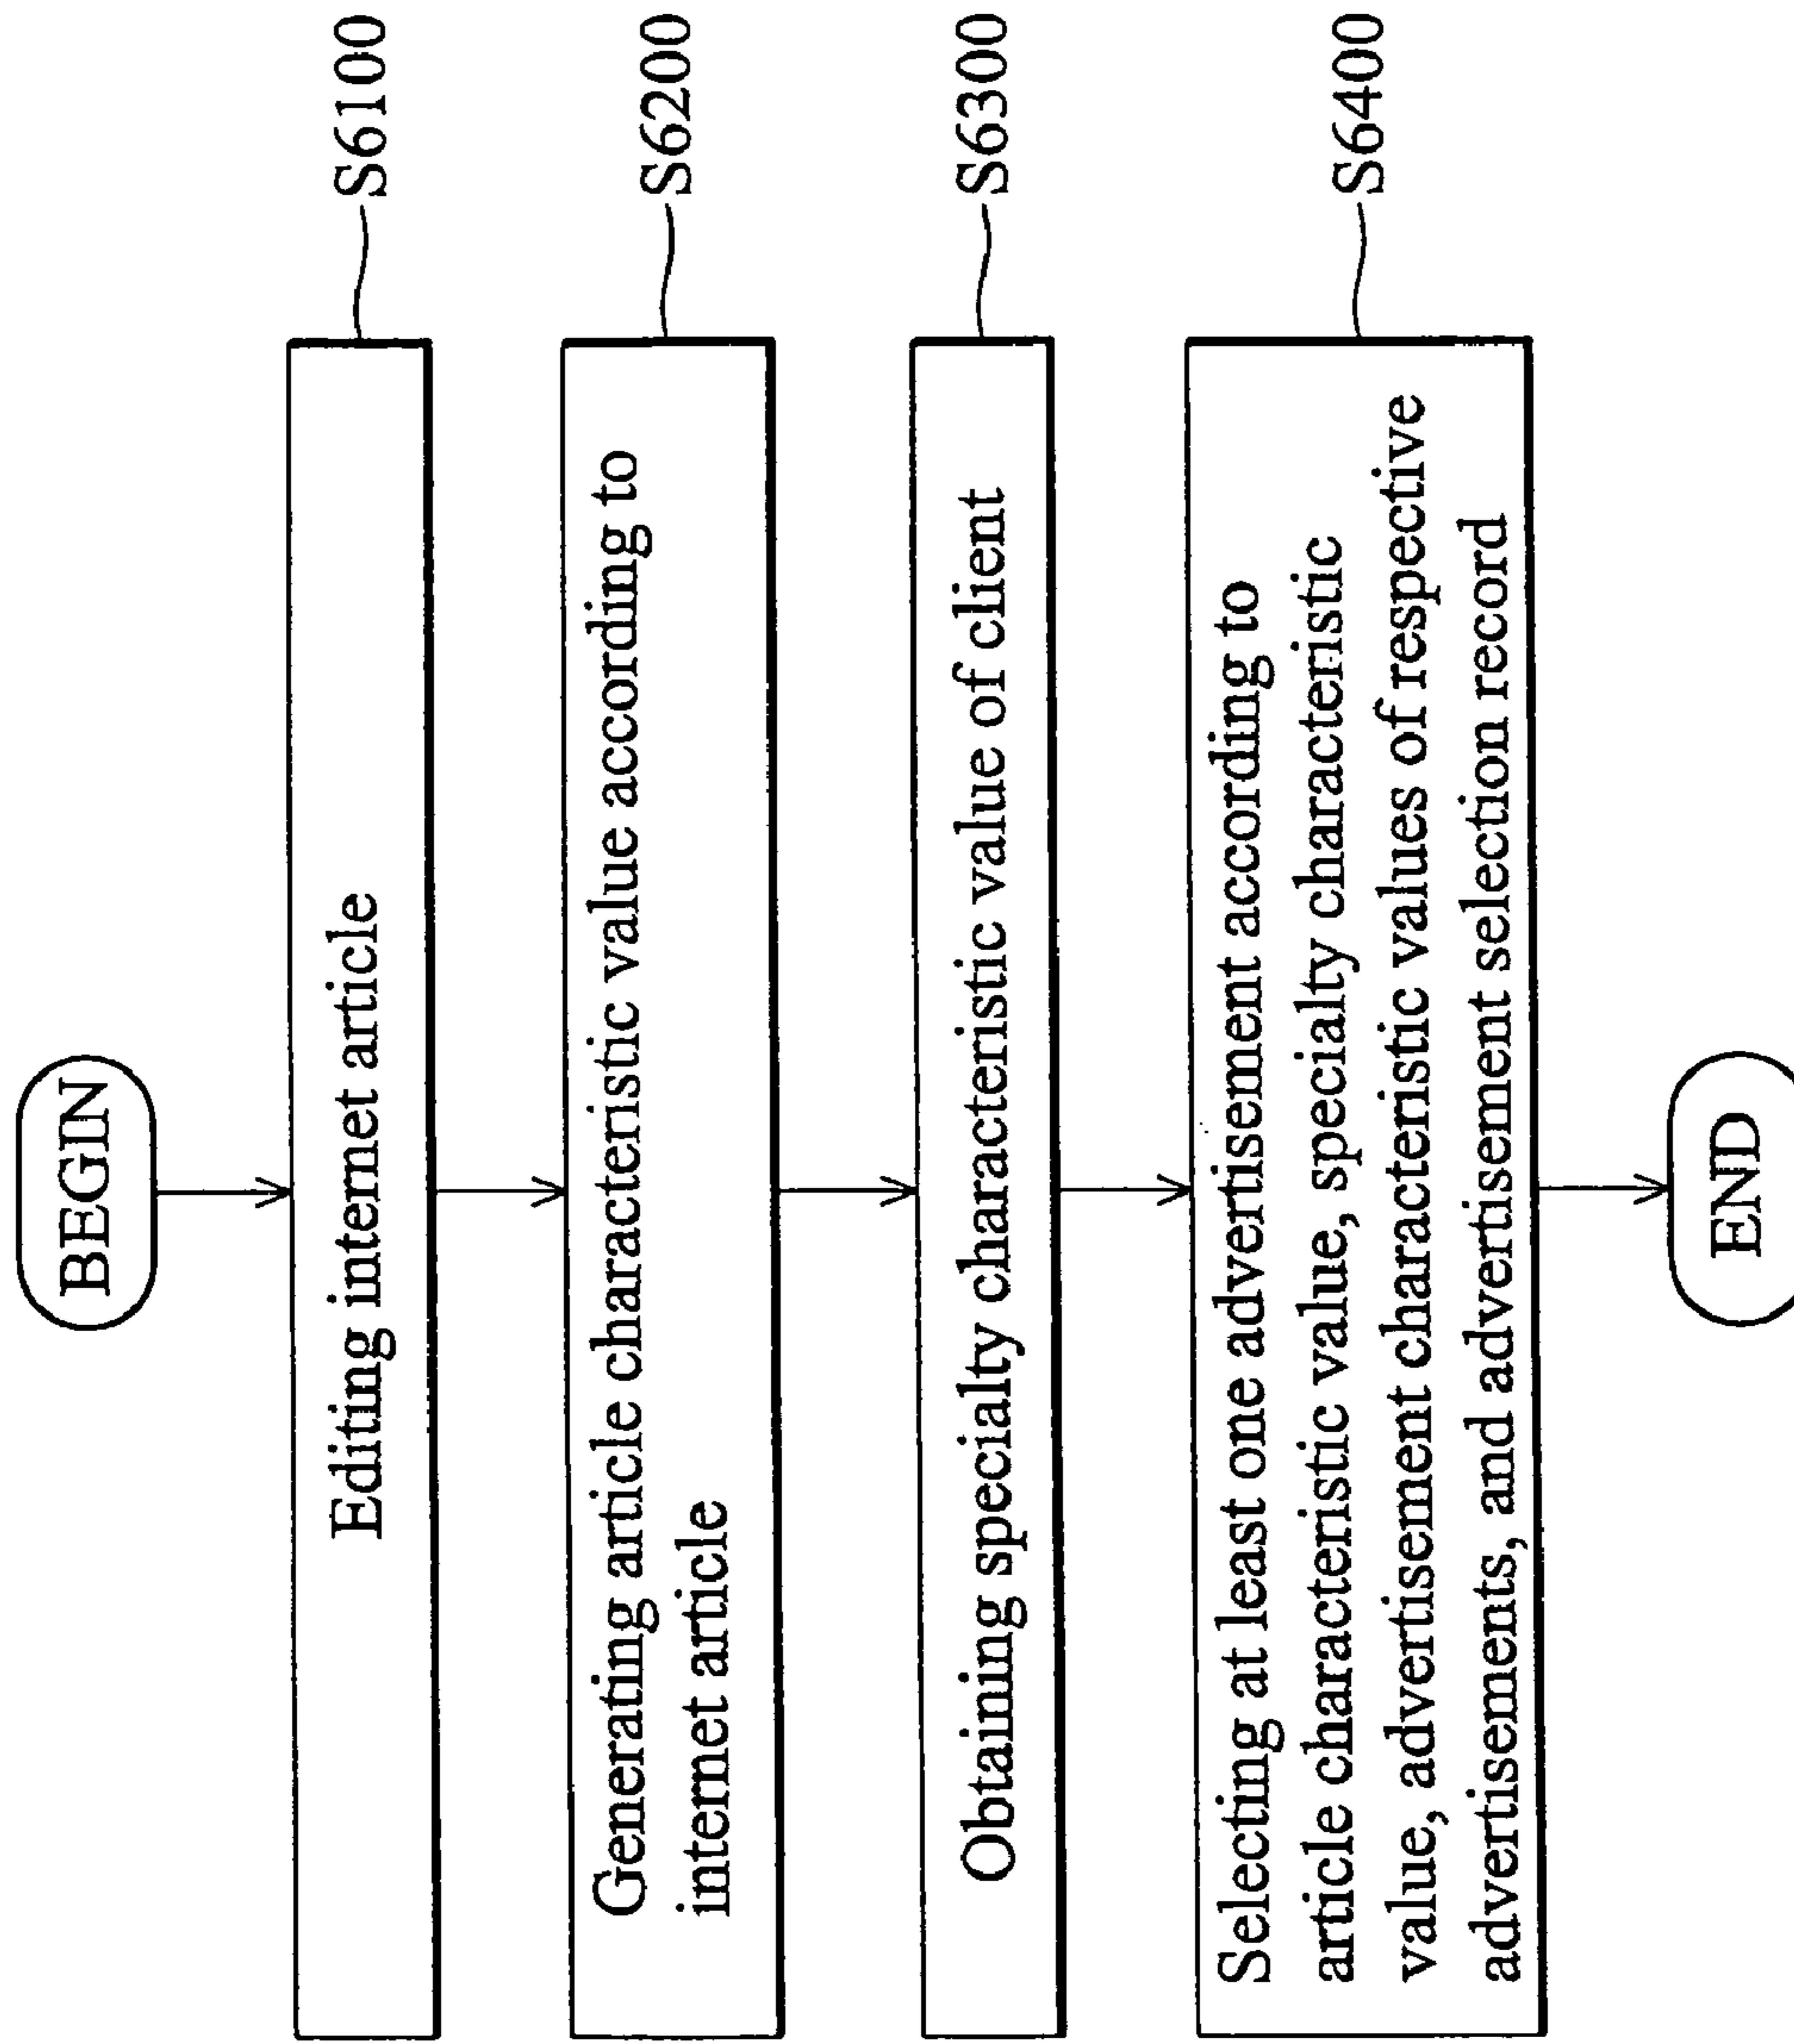 BEGIN
Editing internet article
S6100
Generating article characteristic value according to
internet article
S6200
Obtaining specialty characteristic value of client
S6300
Selecting at least one advertisement according to
article characteristic value, specialty characteristic
value, advertisement characteristic values of respective
advertisements, and advertisement selection record
S6400
END